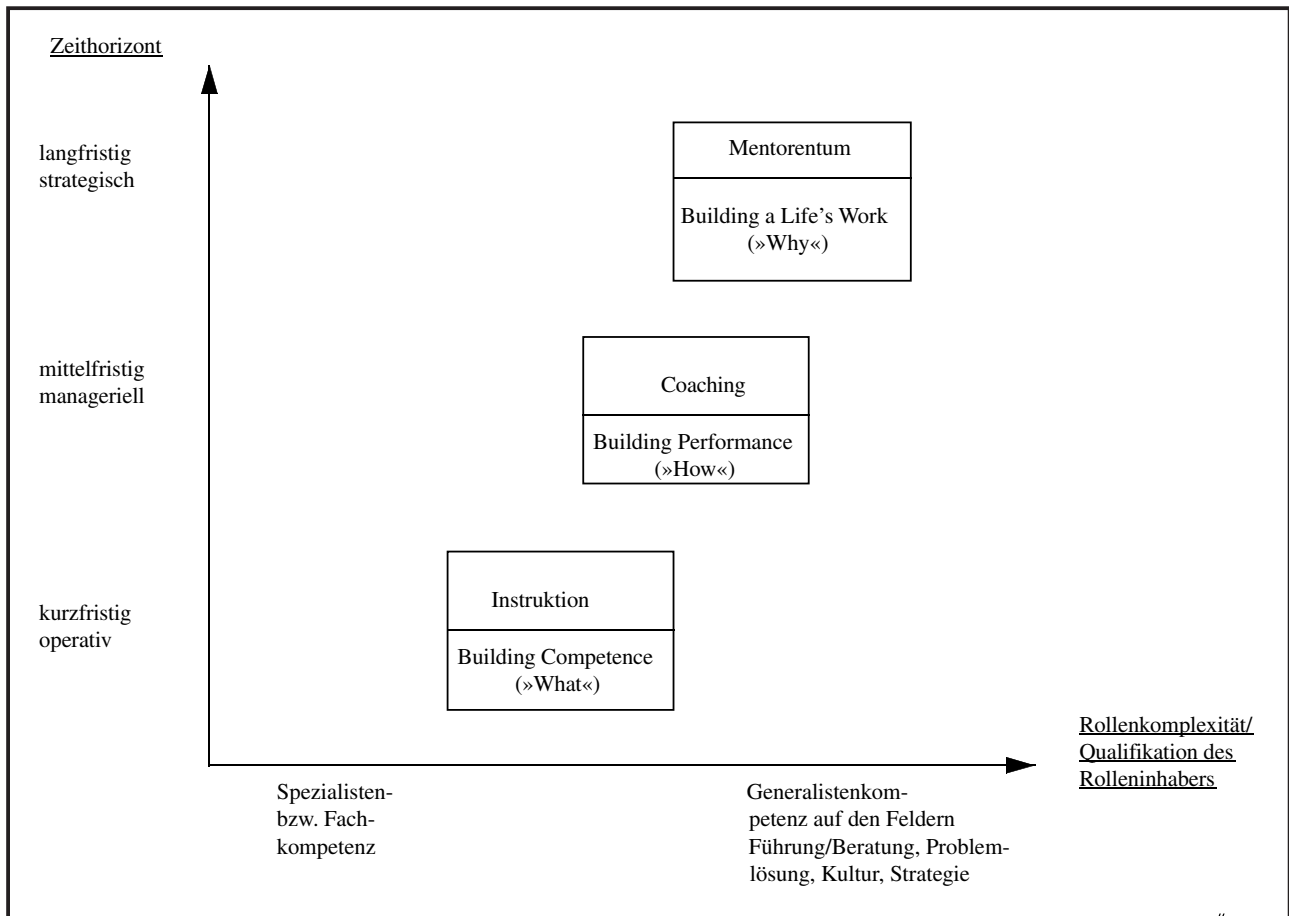 Zeithorizont
langfristig
strategisch
Mentorentum
Building a Life's Work
(»Why«)
mittelfristig
manageriell
Coaching
Building Performance
(»How«)
kurzfristig
operativ
Instruktion
Building Competence
(»What«)
Rollenkomplexität/
Qualifikation des
Rolleninhabers
Spezialisten-
bzw. Fach-
kompetenz
Generalistenkom-
petenz auf den Feldern
Führung/Beratung, Problem-
lösung, Kultur, Strategie